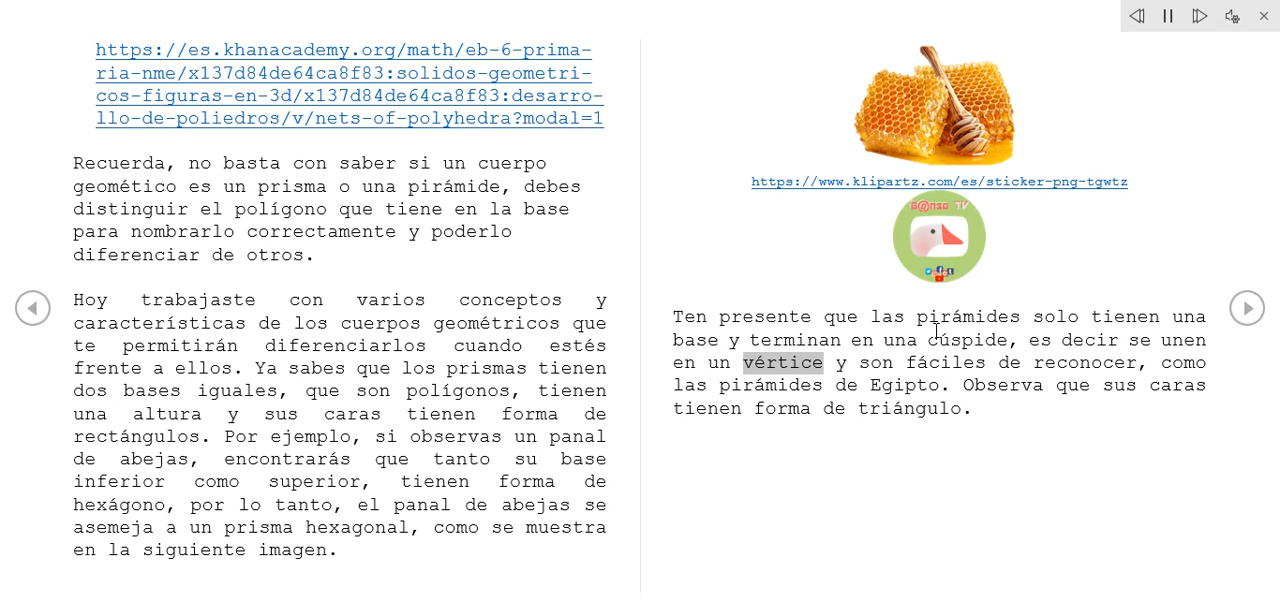 https://es.khanacademy.org/math/eb-6-prima-
ria-nme/x137d84de64ca8f83:solidos-geometri-
cos-figuras-en-3d/x137d84de64ca8f83:desarro-
llo-de-poliedros/v/nets-of-polyhedra?modal=1
Recuerda, no basta con saber si un cuerpo
geomético es un prisma o una pirámide, debes
distinguir el polígono que tiene en la base
para nombrarlo correctamente y poderlo
diferenciar de otros.
Hoy trabajaste con varios conceptos y
características de los cuerpos geométricos que
te permitirán diferenciarlos cuando estés
frente a ellos. Ya sabes que los prismas tienen
dos bases iguales, que son polígonos, tienen
una altura y sus caras tienen forma de
rectángulos. Por ejemplo, si observas un panal
de abejas, encontrarás que tanto su base
inferior como superior, tienen forma de
hexágono, por lo tanto, el panal de abejas se
asemeja a un prisma hexagonal, como se muestra
en la siguiente imagen.
https://www.klipartz.com/es/sticker-png-tgwtz
G@nso TV
Ten presente que las pirámides solo tienen una
base y terminan en una cúspide, es decir se unen
en un vértice y son fáciles de reconocer, como
las pirámides de Egipto. Observa que sus caras
tienen forma de triángulo.